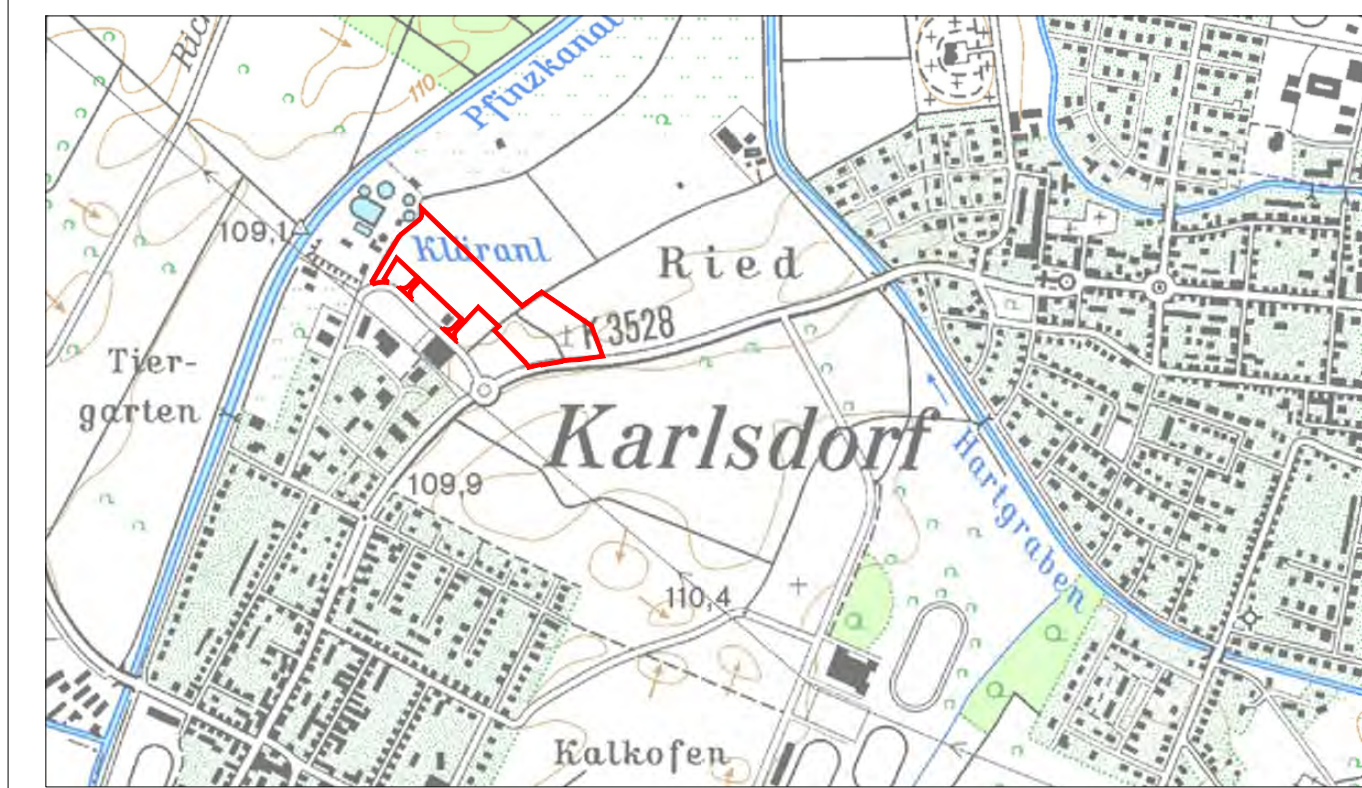 Pfinzkanal
110
109,1
Kläranl
Ried
K 3528
Tier-
garten
Karlsdorf
109,9
Hartgraben
110,4
Kalkofen